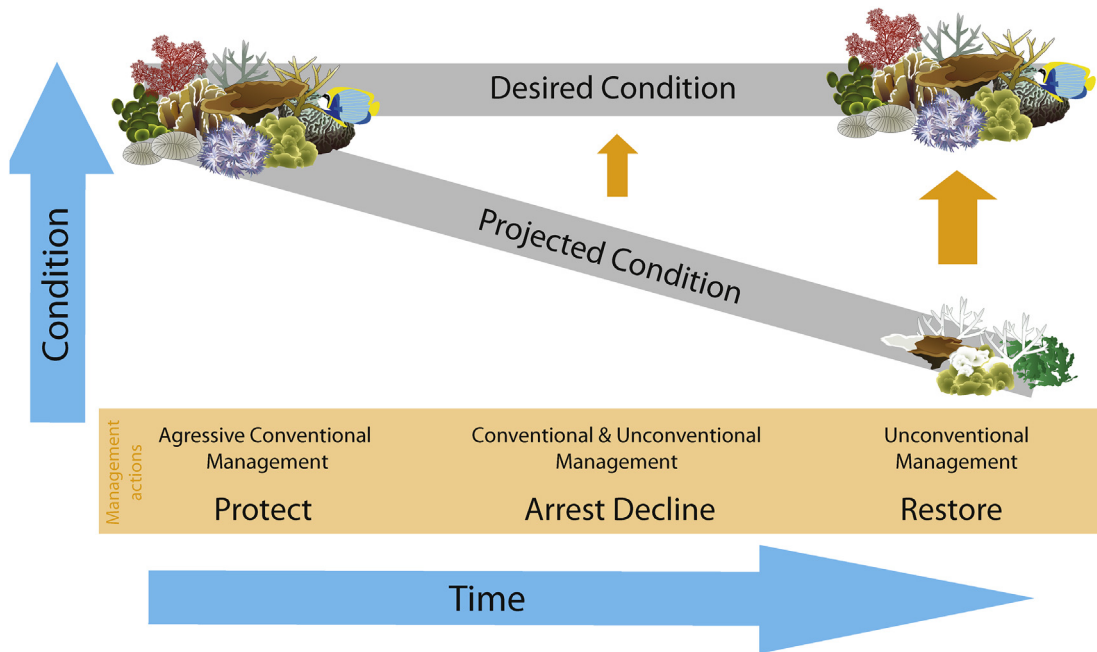 Desired Condition
Projected Condition
Condition
Management
actions
Agressive Conventional
Management
Protect
Conventional & Unconventional
Management
Arrest Decline
Unconventional
Management
Restore
Time